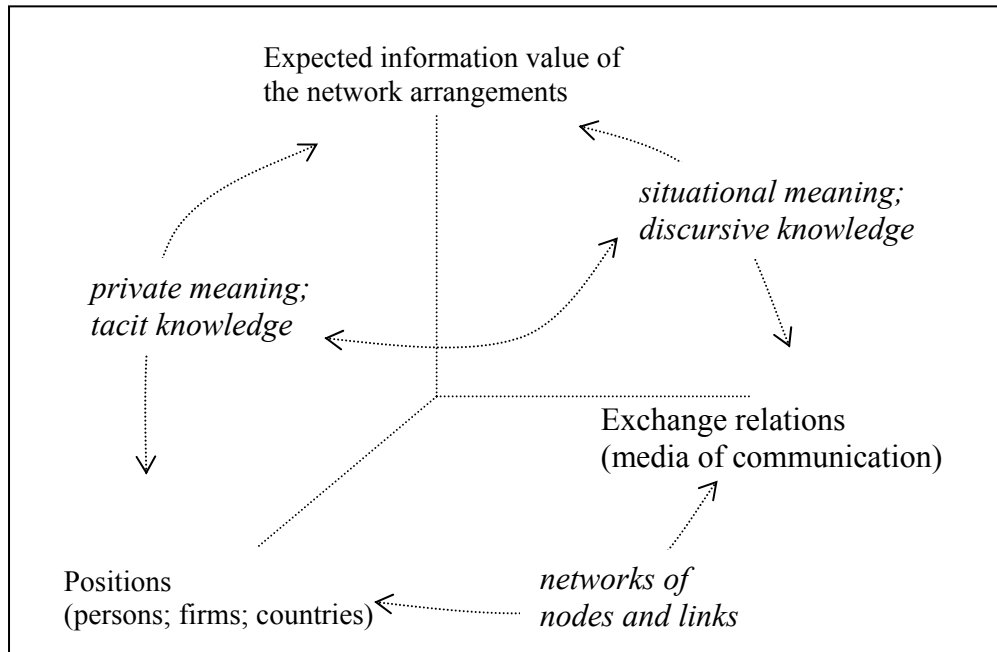 Expected information value of
the network arrangements
situational meaning;
discursive knowledge
private meaning;
tacit knowledge
Exchange relations
(media of communication)
Positions
(persons; firms; countries)
networks of
nodes and links